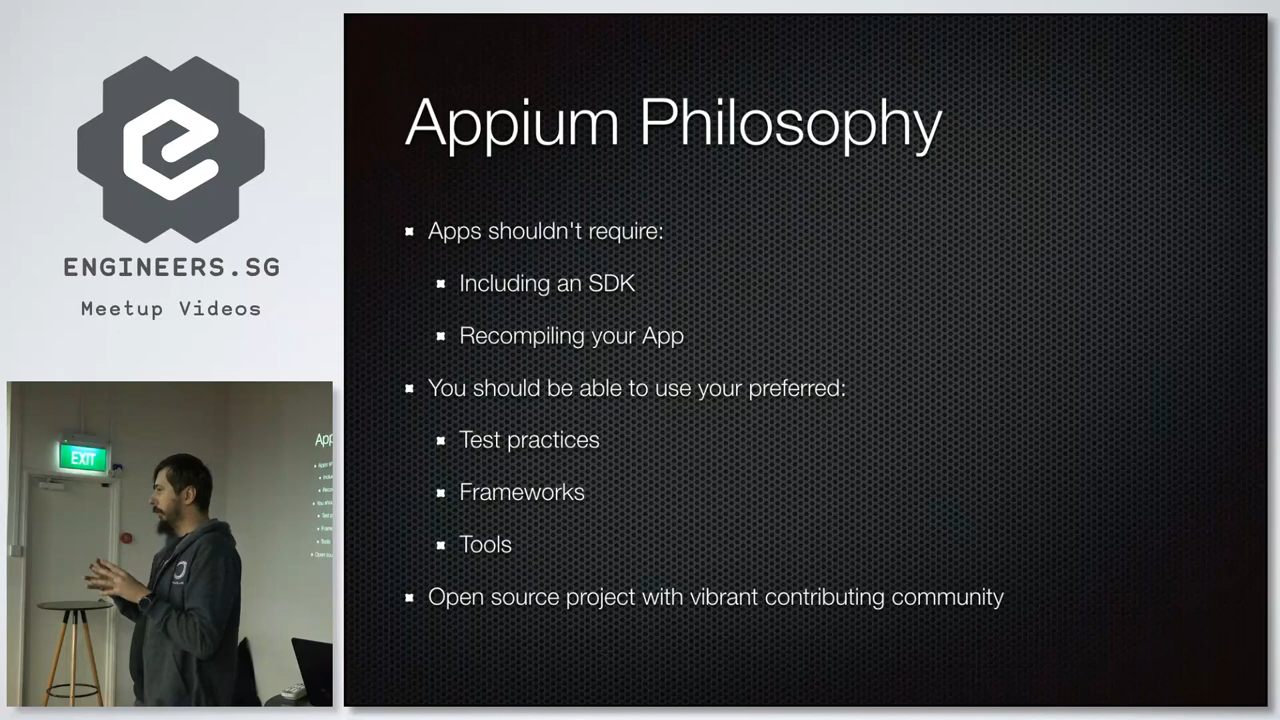 ENGINEERS.SG
Meetup Videos
EXIT
Appium Philosophy
Apps shouldn't require:
Including an SDK
Recompiling your App
You should be able to use your preferred:
Test practices
Frameworks
Tools
Open source project with vibrant contributing community